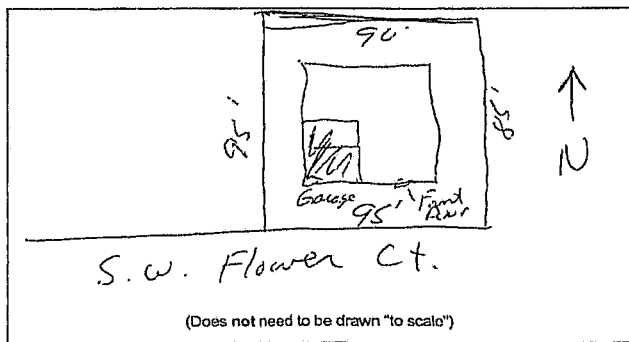 90'
95'
85'
N
Garage
95'
Front Door
S.W. Flower Ct.
(Does not need to be drawn "to scale")